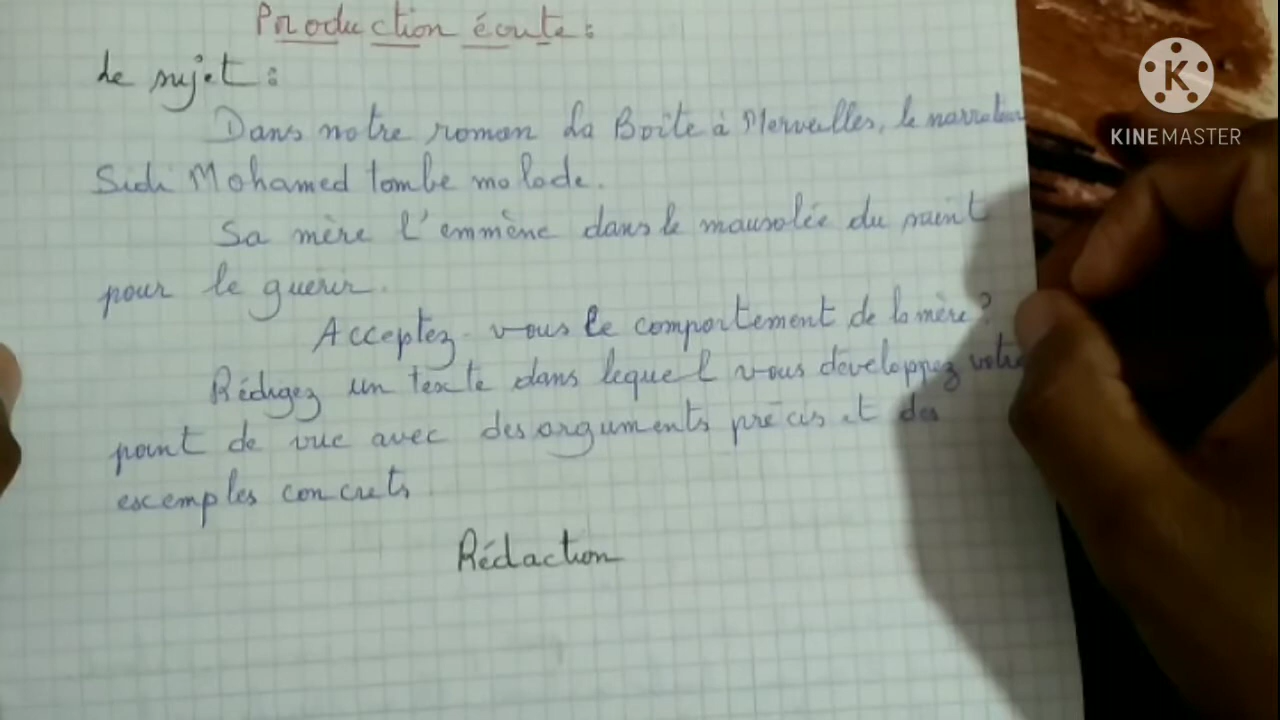 Production écoute :
Le sujet :
Dans notre roman La Boîte à Merveilles, le narrateur
Sidi Mohamed tombe malade.
Sa mère l'emmène dans le mausolée du saint
pour le guérir.
Acceptez-vous le comportement de la mère ?
Rédigez un texte dans lequel vous développez votre
point de vue avec des arguments précis et des
excemples concrets
Rédaction
K
KINEMASTER